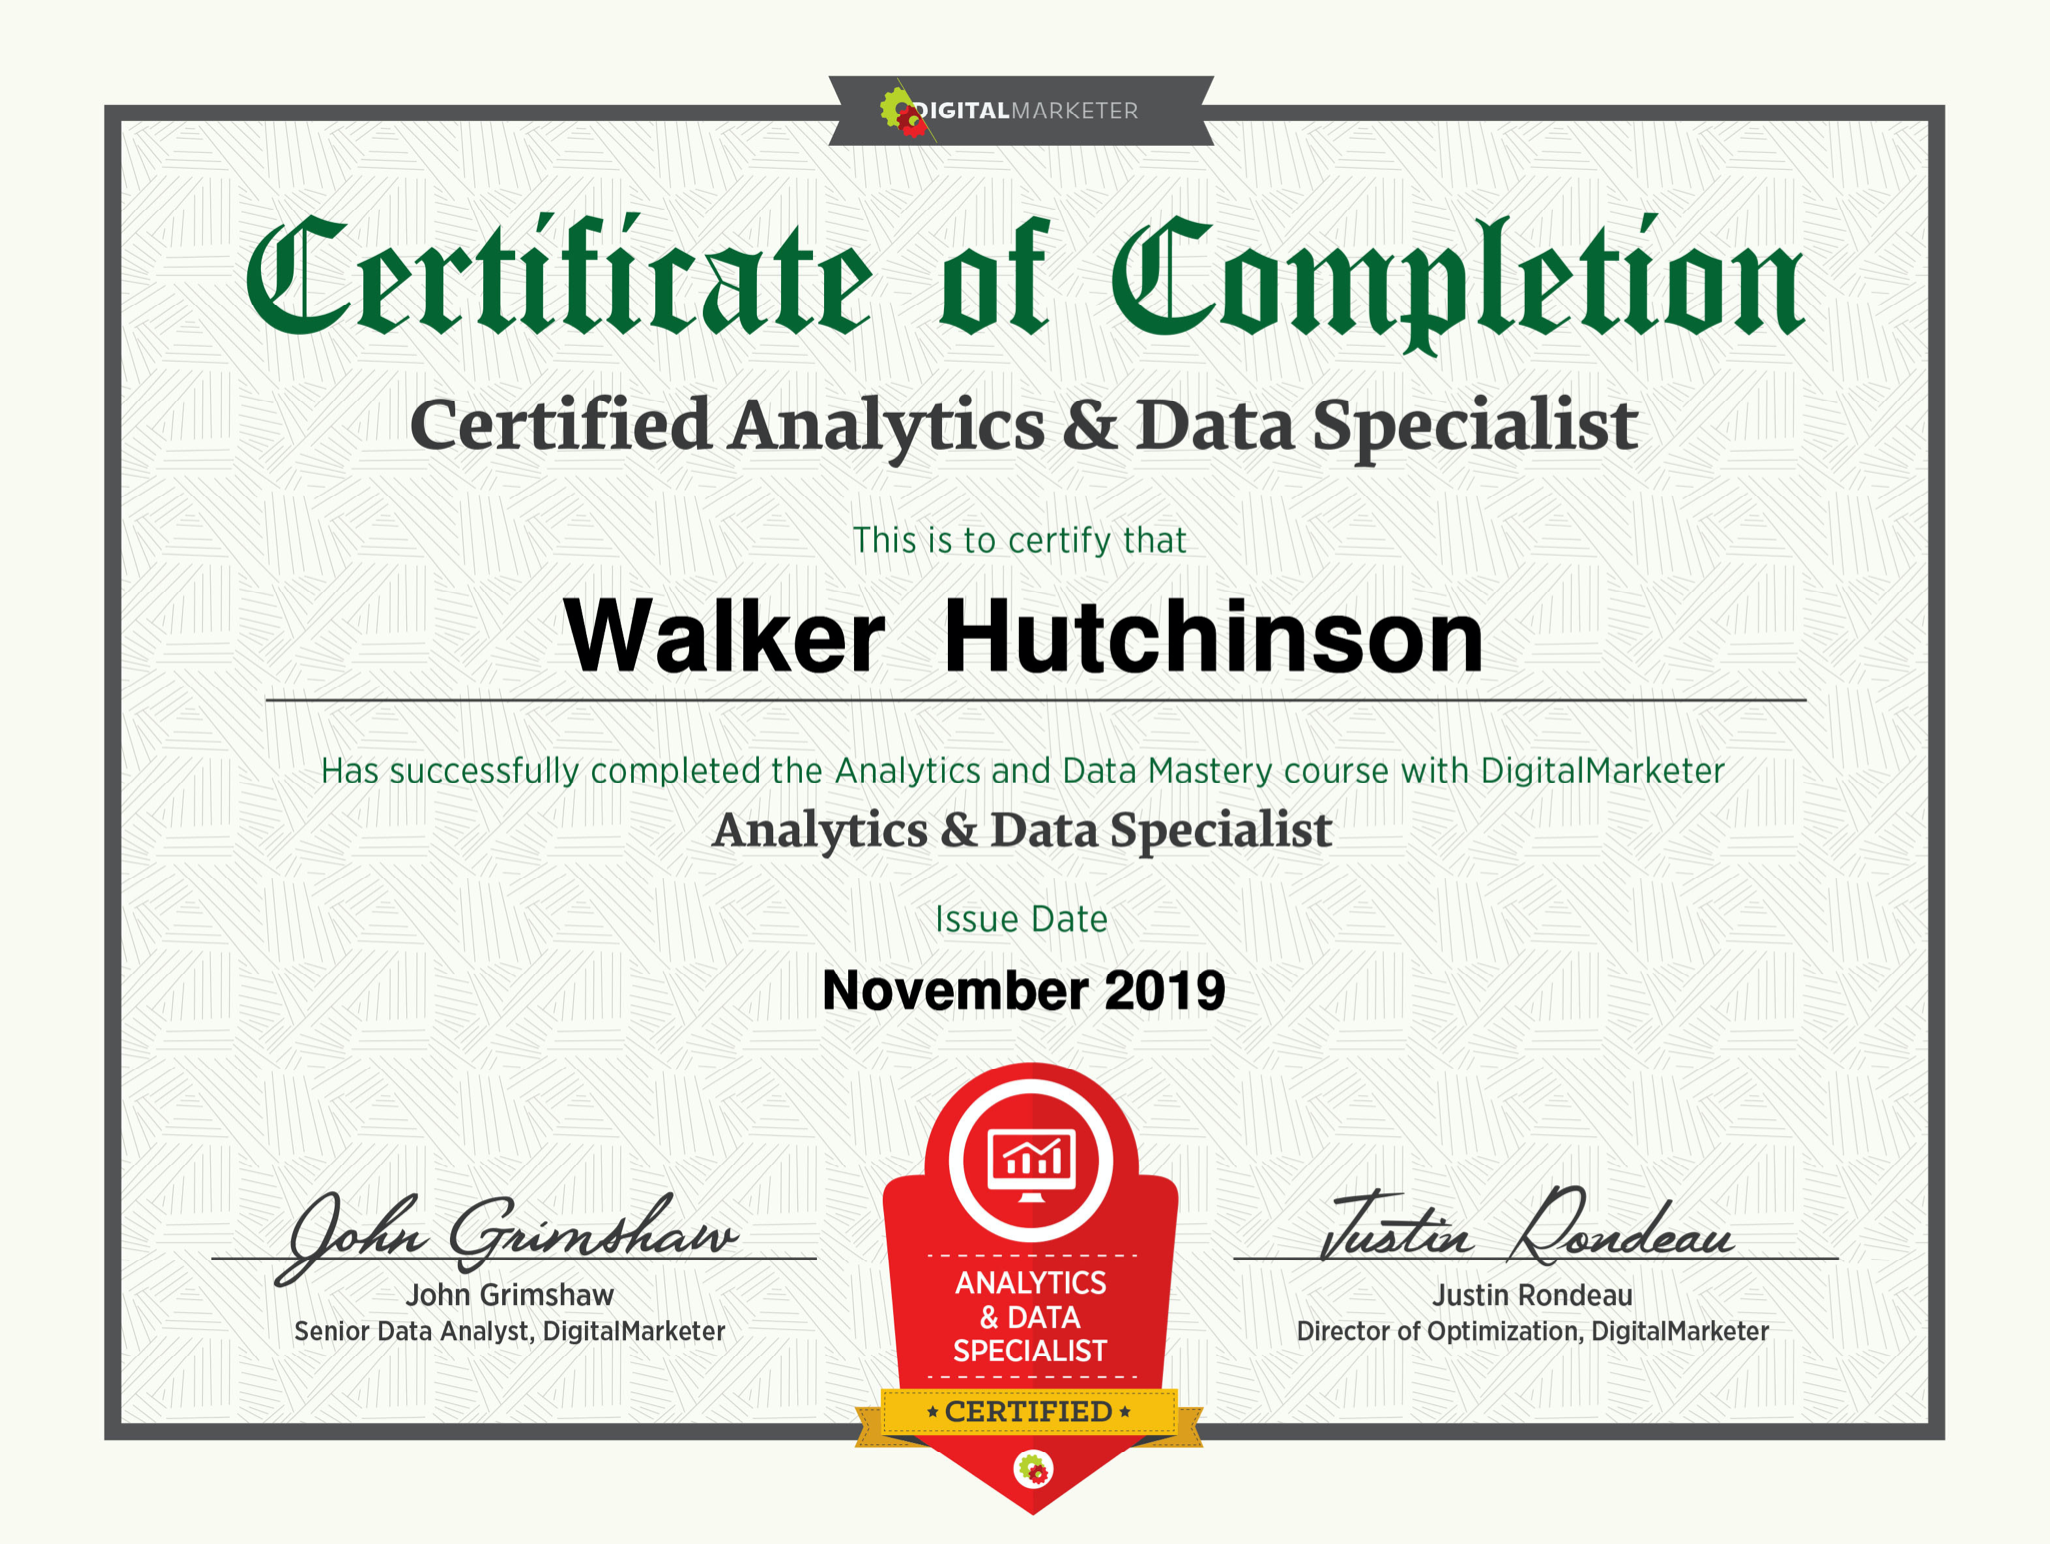 DIGITALMARKETER
Certificate of Completion
Certified Analytics & Data Specialist
This is to certify that
Walker Hutchinson
Has successfully completed the Analytics and Data Mastery course with DigitalMarketer
Analytics & Data Specialist
Issue Date
November 2019
John Grimshaw
John Grimshaw
Senior Data Analyst, DigitalMarketer
ANALYTICS
& DATA
SPECIALIST
CERTIFIED
Justin Rondeau
Justin Rondeau
Director of Optimization, DigitalMarketer